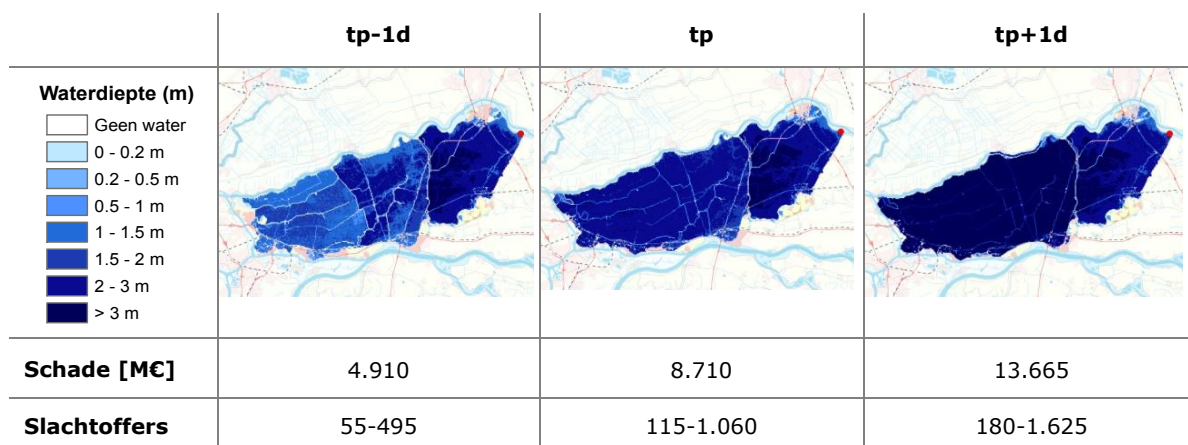 tp-1d tp tp+1d
Waterdiepte (m)
Geen water
0 - 0.2 m
0.2 - 0.5 m
0.5 - 1 m
1 - 1.5 m
1.5 - 2 m
2 - 3 m
> 3 m
Schade [M€] 4.910 8.710 13.665
Slachtoffers 55-495 115-1.060 180-1.625